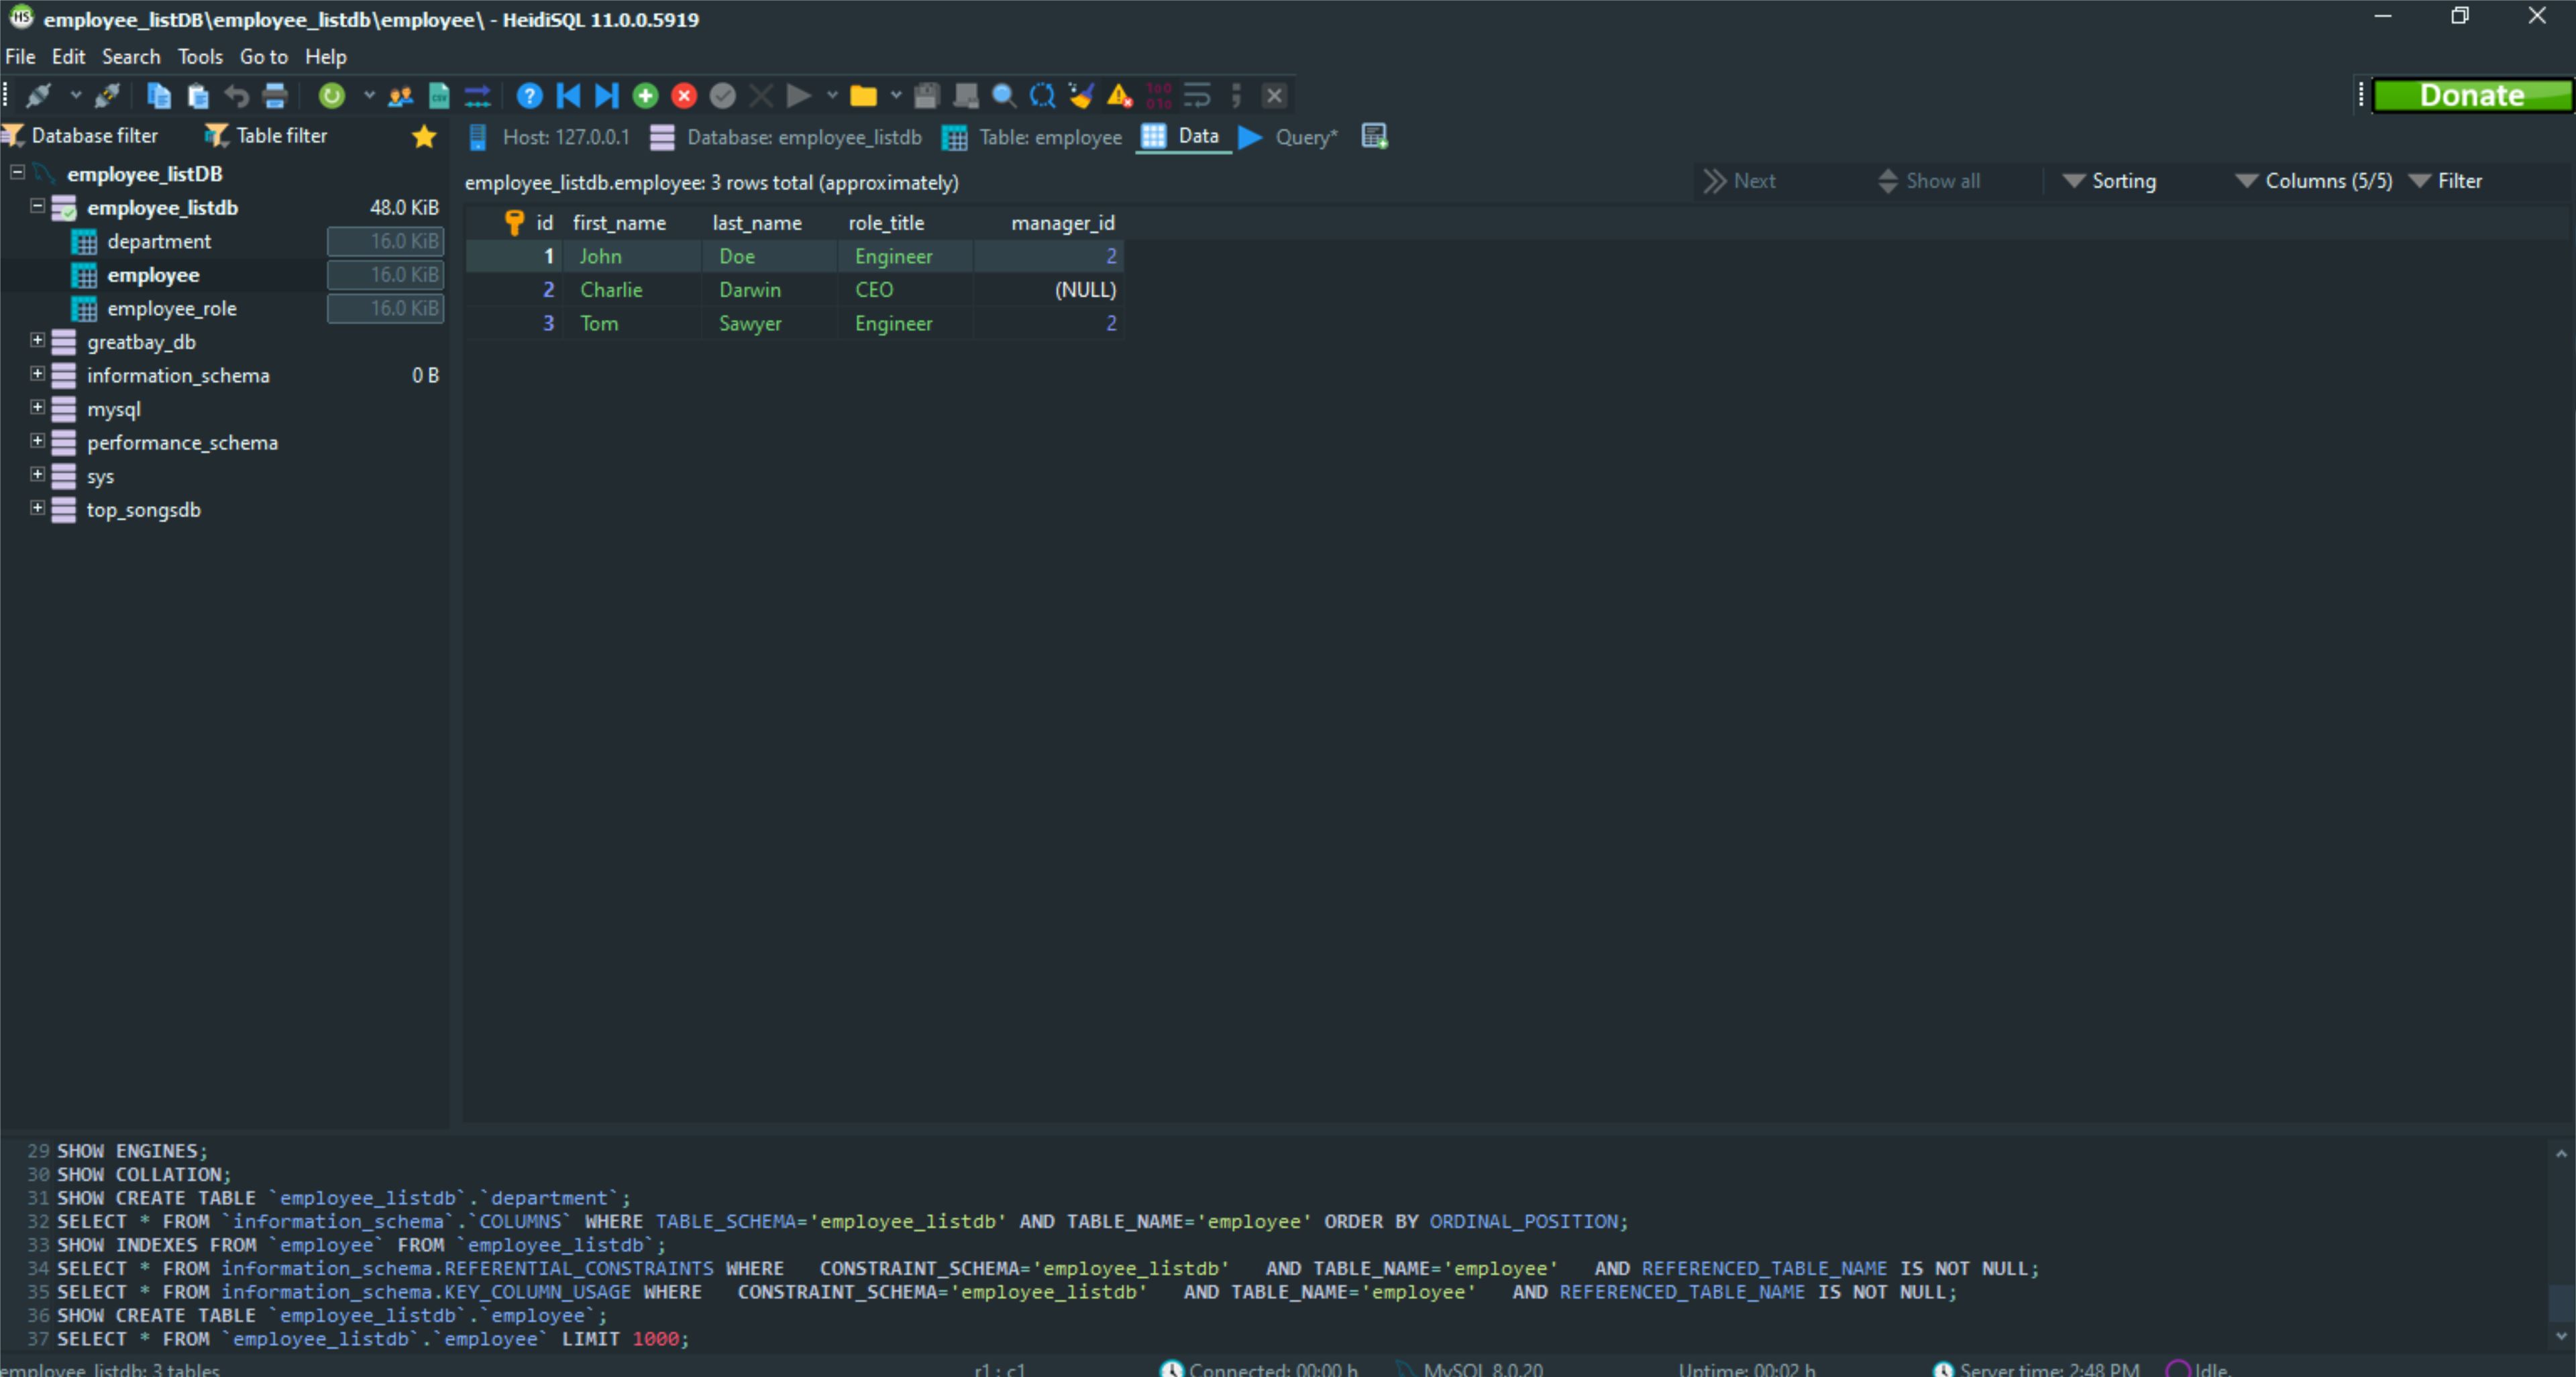 employee_listDB\employee_listdb\employee\ - HeidiSQL 11.0.0.5919
File Edit Search Tools Go to Help
Donate
Database filter Table filter
Host: 127.0.0.1 Database: employee_listdb Table: employee Data Query*
employee_listDB
employee_listdb 48.0 KiB
department 16.0 KiB
employee 16.0 KiB
employee_role 16.0 KiB
greatbay_db
information_schema 0 B
mysql
performance_schema
sys
top_songsdb
employee_listdb.employee: 3 rows total (approximately) Next Show all Sorting Columns (5/5) Filter
id first_name last_name role_title manager_id
1 John Doe Engineer 2
2 Charlie Darwin CEO (NULL)
3 Tom Sawyer Engineer 2
29 SHOW ENGINES;
30 SHOW COLLATION;
31 SHOW CREATE TABLE `employee_listdb`.`department`;
32 SELECT * FROM `information_schema`.`COLUMNS` WHERE TABLE_SCHEMA='employee_listdb' AND TABLE_NAME='employee' ORDER BY ORDINAL_POSITION;
33 SHOW INDEXES FROM `employee` FROM `employee_listdb`;
34 SELECT * FROM information_schema.REFERENTIAL_CONSTRAINTS WHERE   CONSTRAINT_SCHEMA='employee_listdb'   AND TABLE_NAME='employee'   AND REFERENCED_TABLE_NAME IS NOT NULL;
35 SELECT * FROM information_schema.KEY_COLUMN_USAGE WHERE   CONSTRAINT_SCHEMA='employee_listdb'   AND TABLE_NAME='employee'   AND REFERENCED_TABLE_NAME IS NOT NULL;
36 SHOW CREATE TABLE `employee_listdb`.`employee`;
37 SELECT * FROM `employee_listdb`.`employee` LIMIT 1000;
employee_listdb: 3 tables r1 : c1 Connected: 00:00 h MySQL 8.0.20 Uptime: 00:02 h Server time: 2:48 PM Idle.